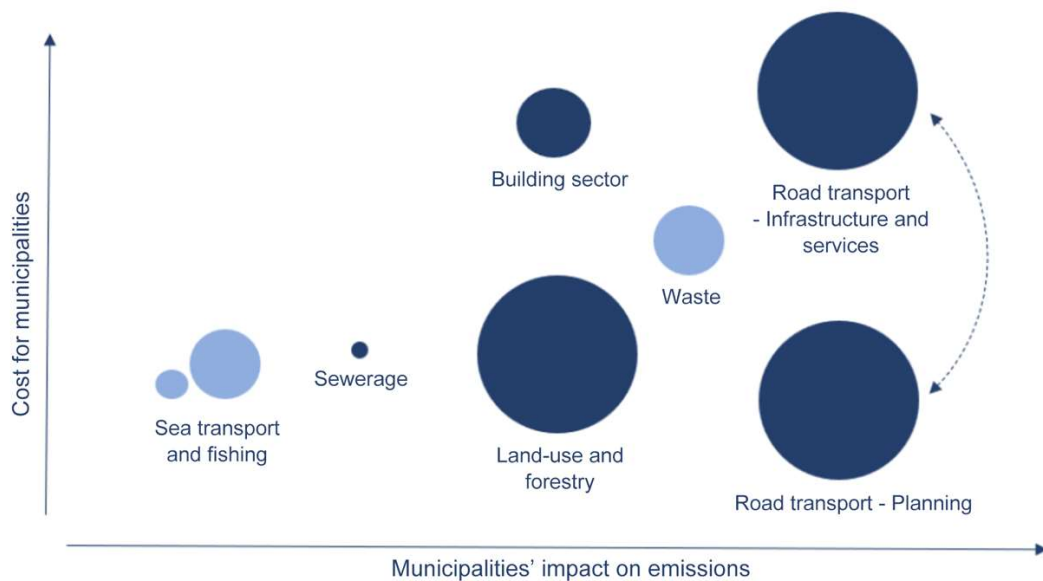 Cost for municipalities
Building sector
Road transport
- Infrastructure and
services
Waste
Sewerage
Sea transport
and fishing
Land-use and
forestry
Road transport - Planning
Municipalities’ impact on emissions